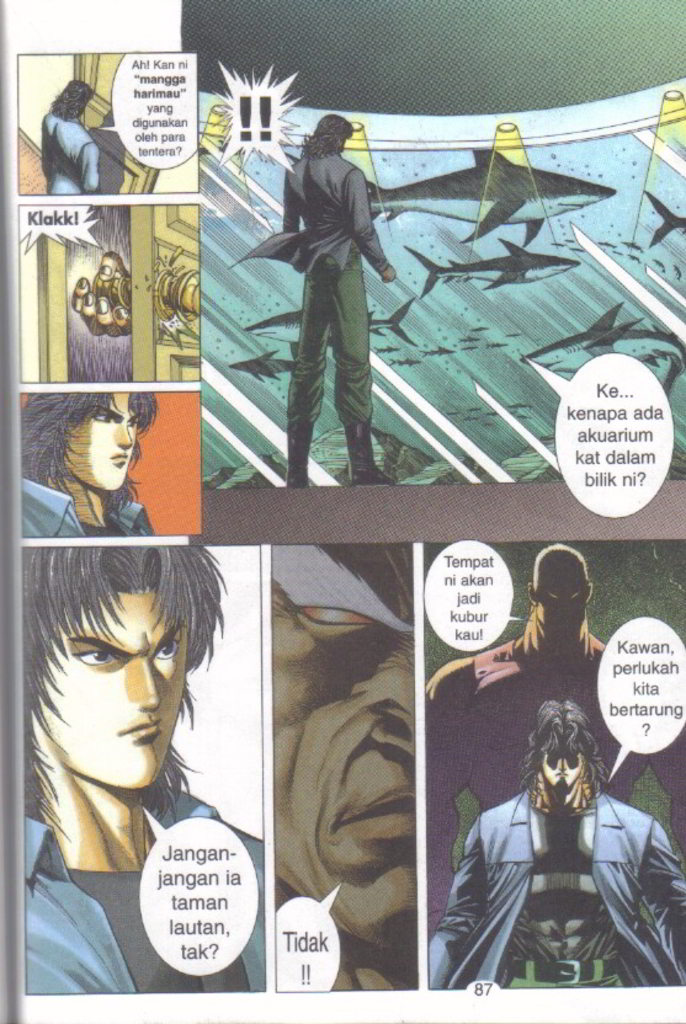 Ah! Kan ni
"mangga
harimau"
yang
digunakan
oleh para
tentera?
Klakk!
!!
Ke...
kenapa ada
akuarium
kat dalam
bilik ni?
Jangan-
jangan ia
taman
lautan,
tak?
Tidak
!!
Tempat
ni akan
jadi
kubur
kau!
Kawan,
perlukah
kita
bertarung
?
87